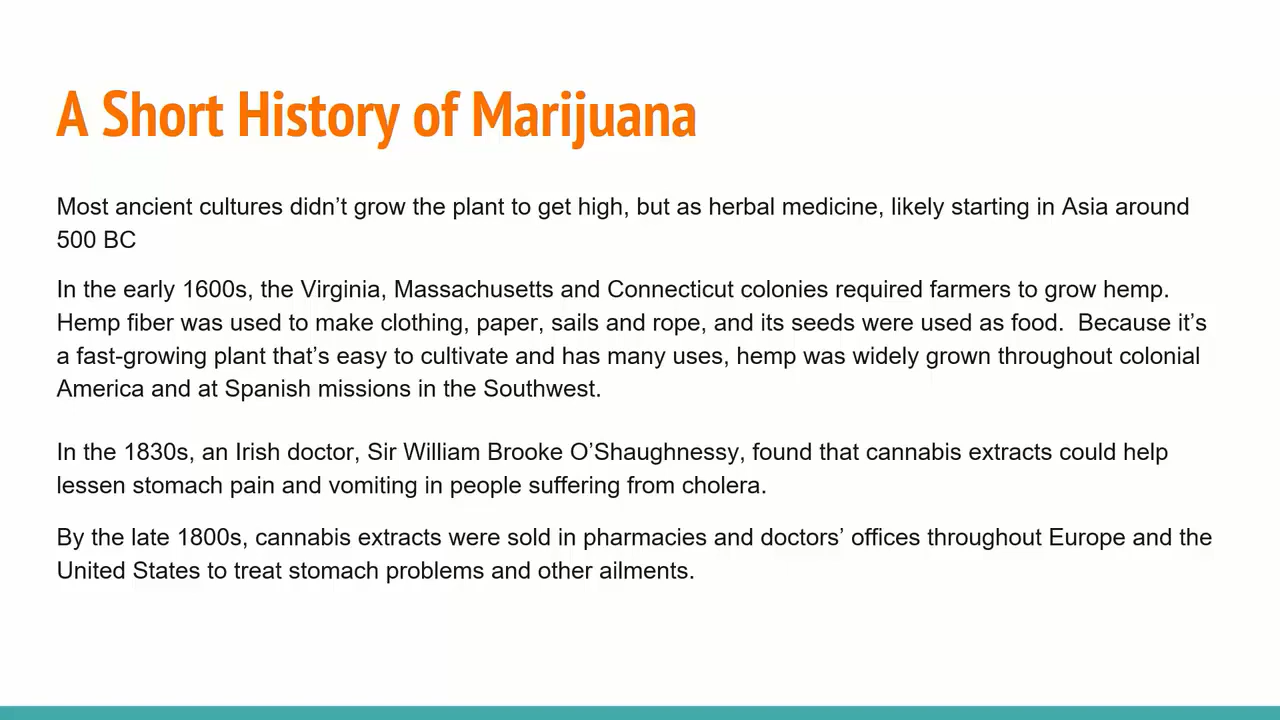 A Short History of Marijuana
Most ancient cultures didn’t grow the plant to get high, but as herbal medicine, likely starting in Asia around
500 BC
In the early 1600s, the Virginia, Massachusetts and Connecticut colonies required farmers to grow hemp.
Hemp fiber was used to make clothing, paper, sails and rope, and its seeds were used as food.  Because it’s
a fast-growing plant that’s easy to cultivate and has many uses, hemp was widely grown throughout colonial
America and at Spanish missions in the Southwest.
In the 1830s, an Irish doctor, Sir William Brooke O’Shaughnessy, found that cannabis extracts could help
lessen stomach pain and vomiting in people suffering from cholera.
By the late 1800s, cannabis extracts were sold in pharmacies and doctors’ offices throughout Europe and the
United States to treat stomach problems and other ailments.